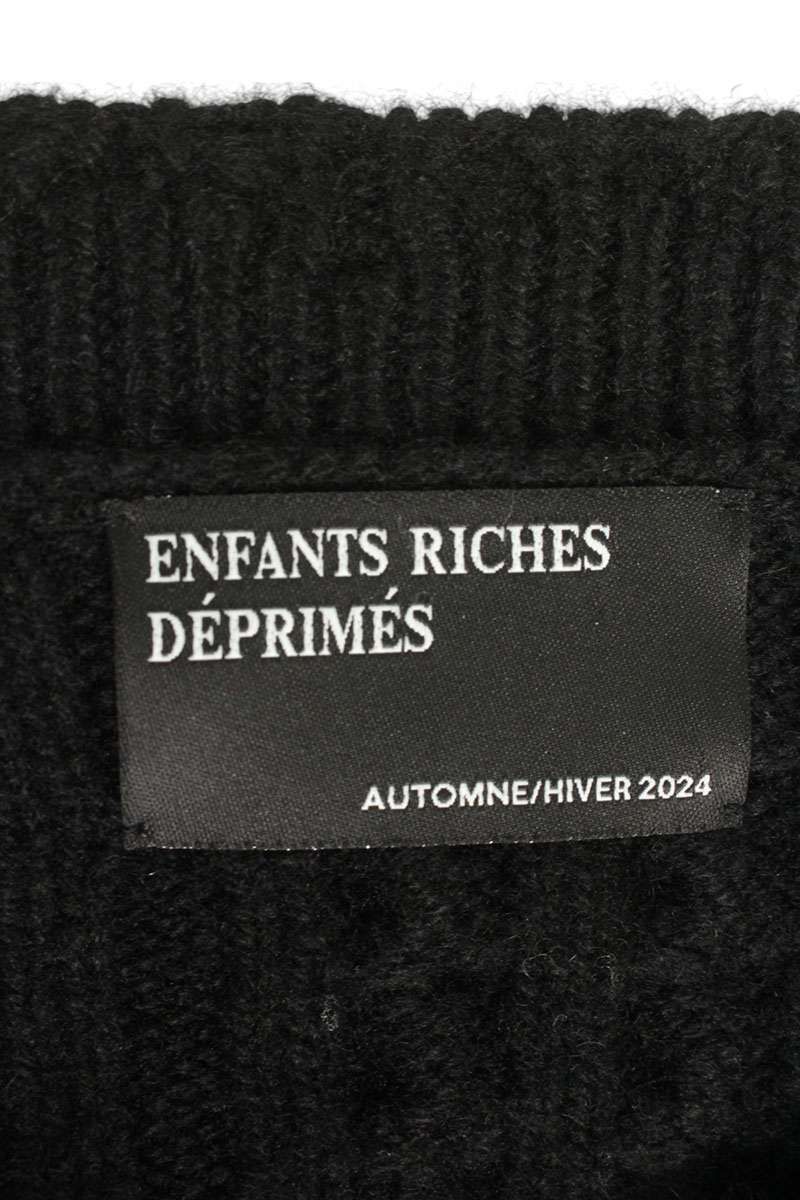 ENFANTS RICHES
DÉPRIMÉS
AUTOMNE/HIVER 2024